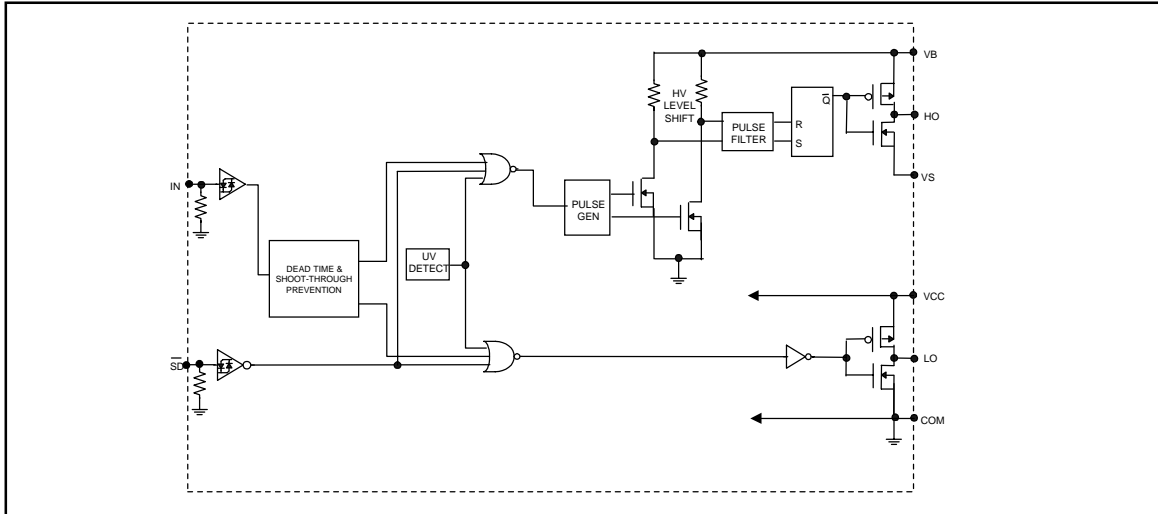 VB
HV
LEVEL
SHIFT
Q̅
PULSE
FILTER
R
S
HO
VS
IN
PULSE
GEN
UV
DETECT
DEAD TIME &
SHOOT-THROUGH
PREVENTION
VCC
S̅D̅
LO
COM